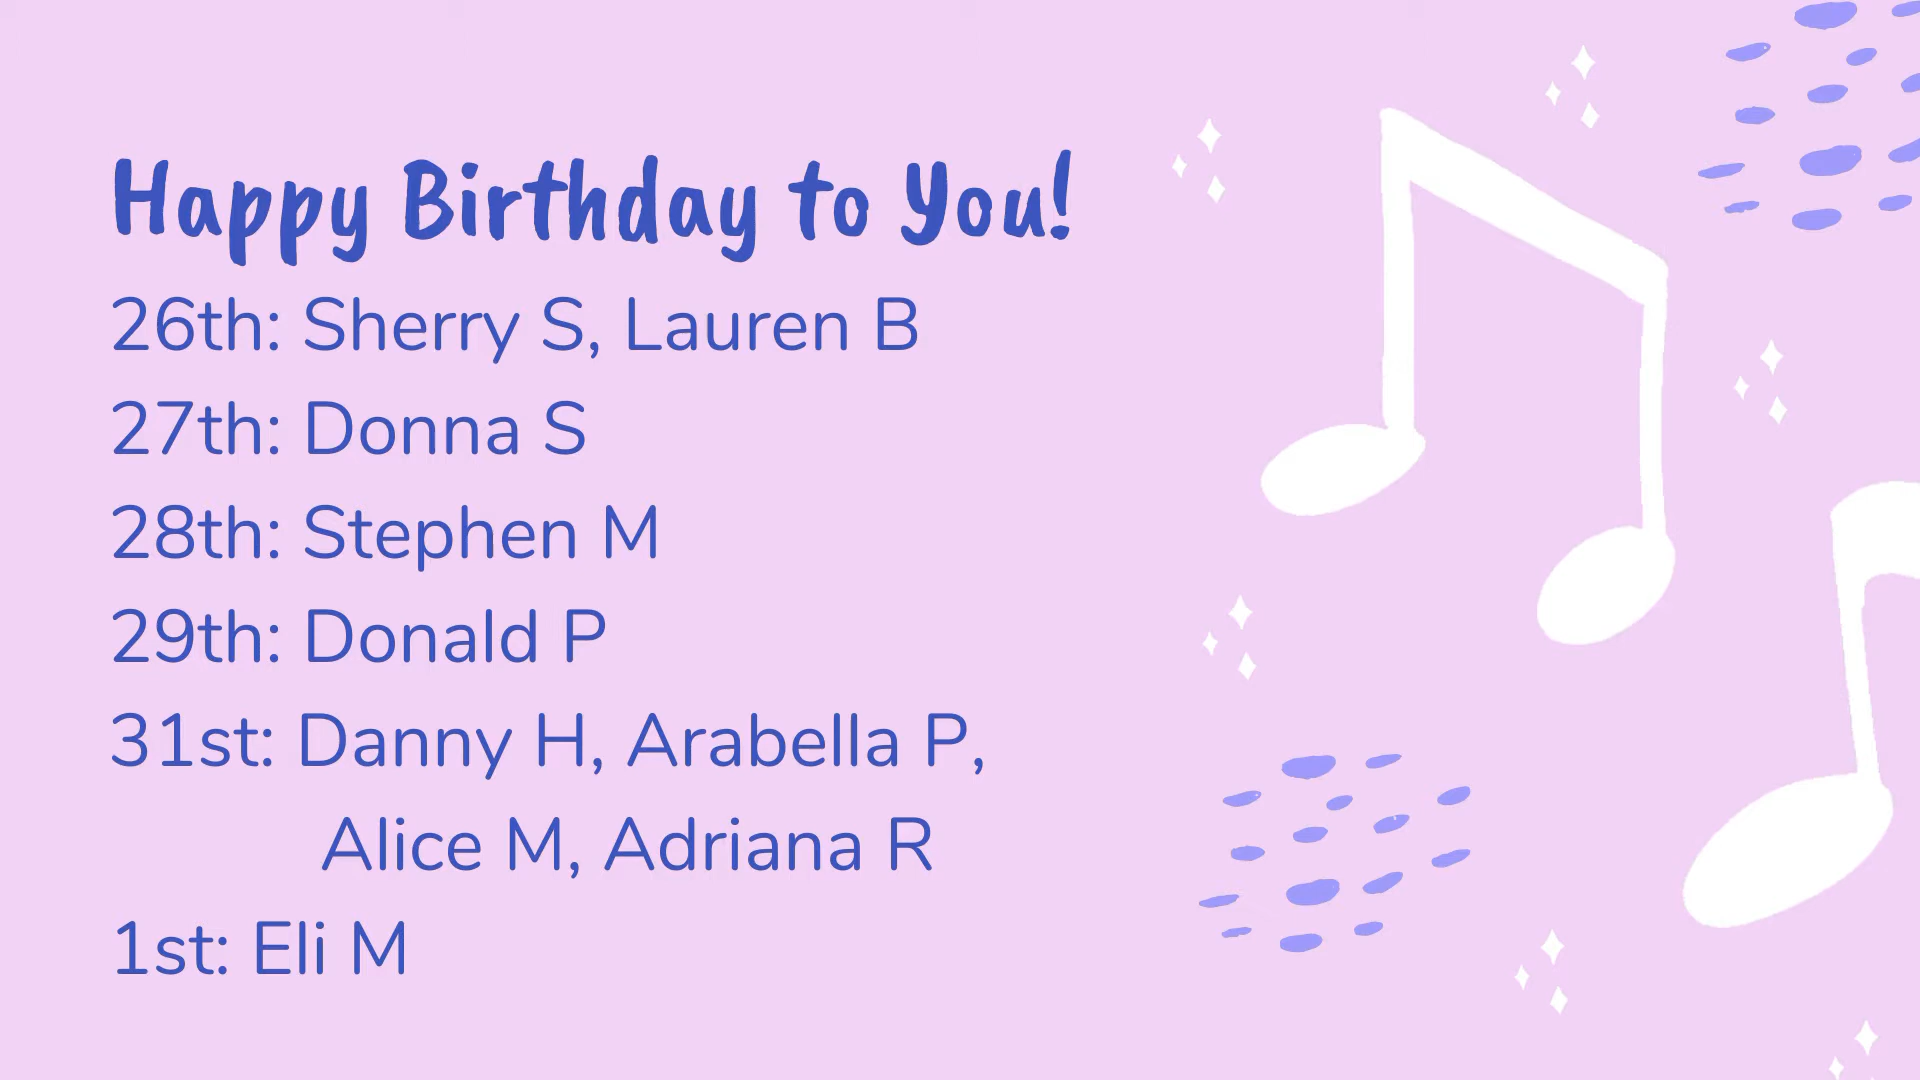 Happy Birthday to You!
26th: Sherry S, Lauren B
27th: Donna S
28th: Stephen M
29th: Donald P
31st: Danny H, Arabella P,
Alice M, Adriana R
1st: Eli M